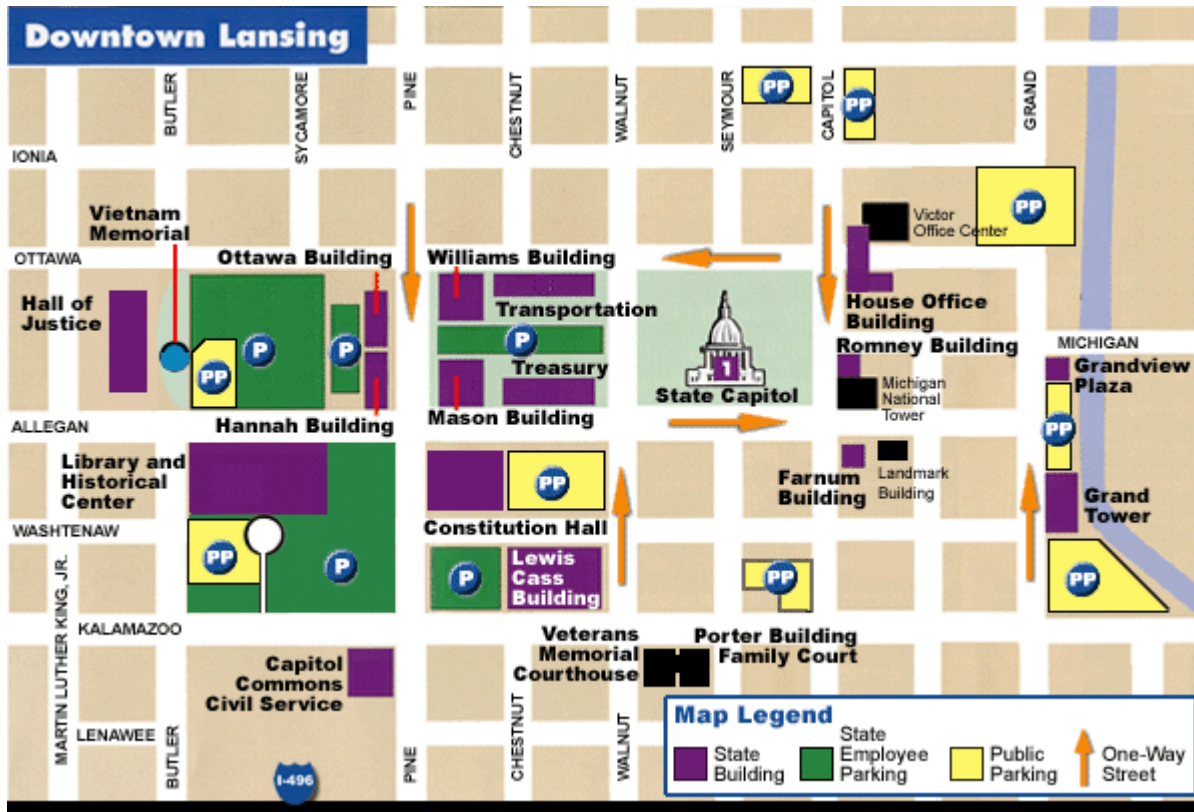 Downtown Lansing
BUTLER
SYCAMORE
PINE
CHESTNUT
WALNUT
SEYMOUR
PP
CAPITOL
PP
GRAND
IONIA
Vietnam
Memorial
PP
Victor
Office Center
OTTAWA
Ottawa Building
Williams Building
Hall of
Justice
Transportation
House Office
Building
P
P
P
PP
Treasury
1
State Capitol
Romney Building
MICHIGAN
Grandview
Plaza
Michigan
National
Tower
Mason Building
Hannah Building
ALLEGAN
PP
Library and
Historical
Center
PP
Farnum
Building
Landmark
Building
Grand
Tower
Constitution Hall
WASHTENAW
PP
P
P
Lewis
Cass
Building
PP
PP
MARTIN LUTHER KING, JR.
KALAMAZOO
Veterans
Memorial
Courthouse
Porter Building
Family Court
Capitol
Commons
Civil Service
LENAWEE
BUTLER
I-496
PINE
CHESTNUT
WALNUT
Map Legend
State
Building
State
Employee
Parking
Public
Parking
One-Way
Street